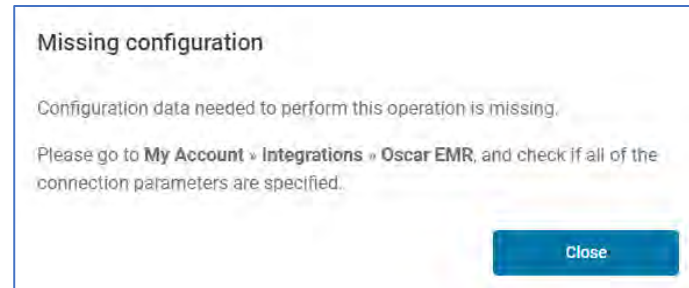 Missing configuration
Configuration data needed to perform this operation is missing.
Please go to My Account » Integrations » Oscar EMR, and check if all of the
connection parameters are specified.
Close